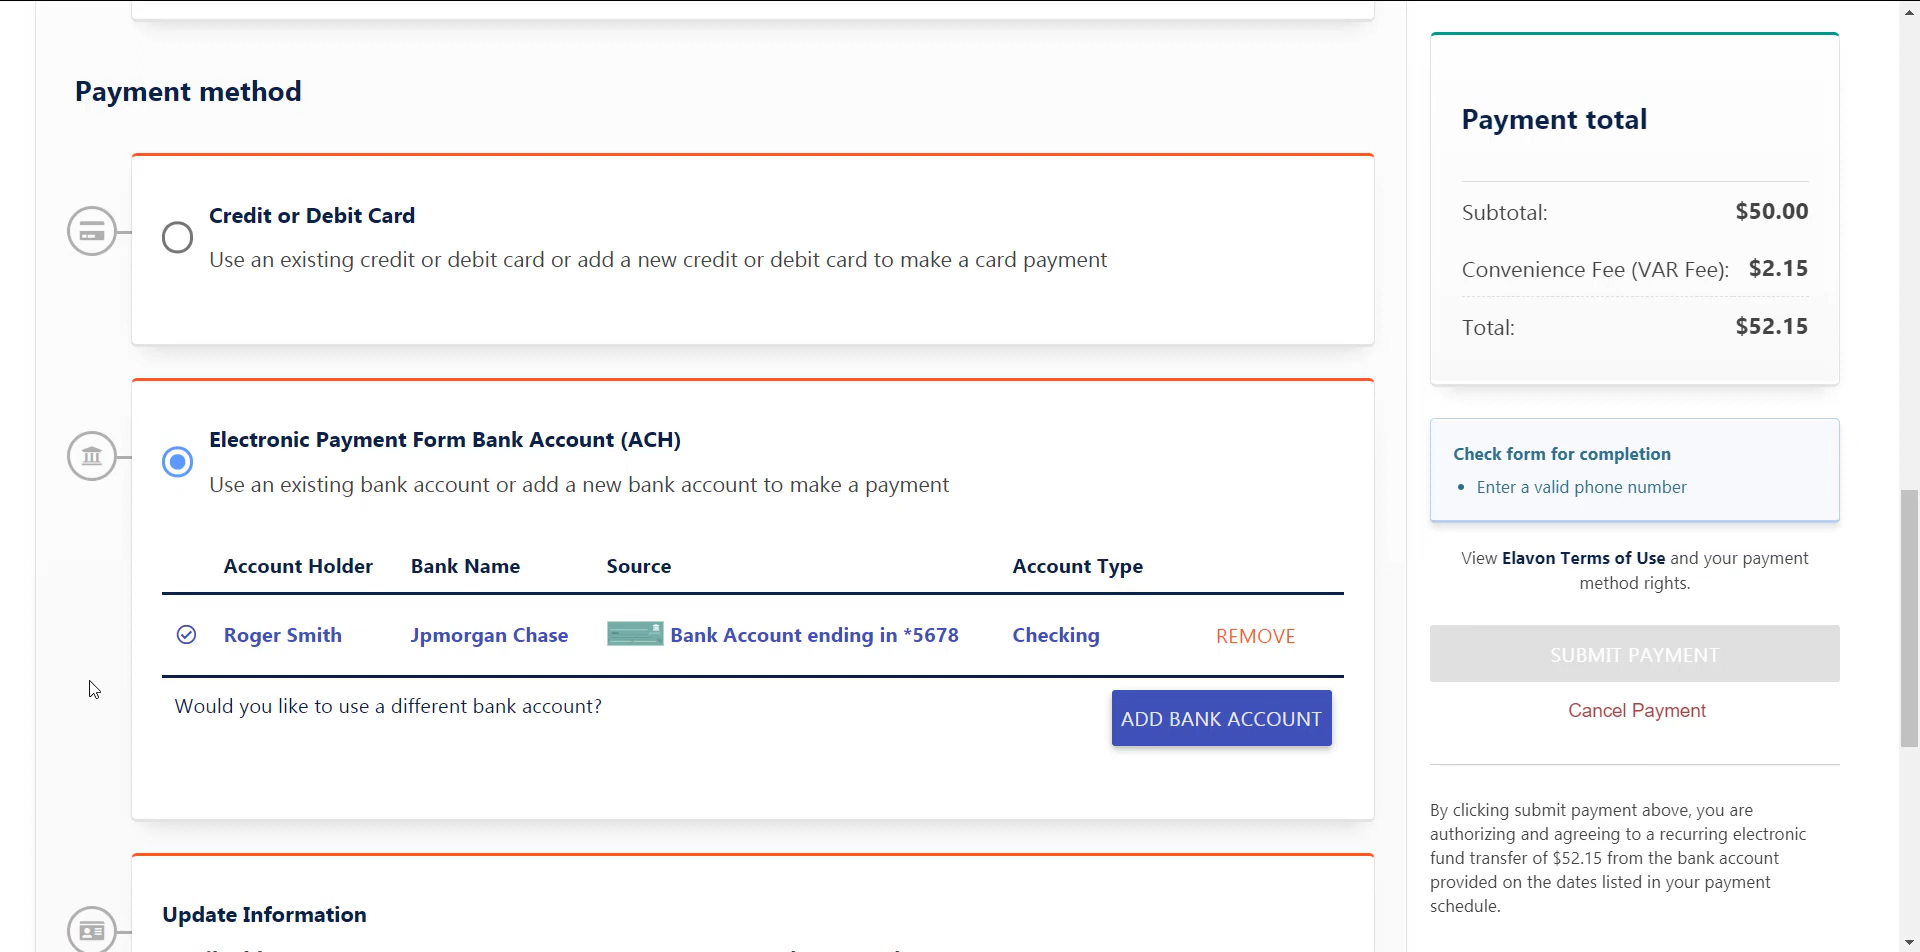 Payment method
Credit or Debit Card
Use an existing credit or debit card or add a new credit or debit card to make a card payment
Electronic Payment Form Bank Account (ACH)
Use an existing bank account or add a new bank account to make a payment
Account Holder Bank Name Source Account Type
Roger Smith Jpmorgan Chase Bank Account ending in *5678 Checking REMOVE
Would you like to use a different bank account?
ADD BANK ACCOUNT
Update Information
Payment total
Subtotal: $50.00
Convenience Fee (VAR Fee): $2.15
Total: $52.15
Check form for completion
• Enter a valid phone number
View Elavon Terms of Use and your payment
method rights.
SUBMIT PAYMENT
Cancel Payment
By clicking submit payment above, you are
authorizing and agreeing to a recurring electronic
fund transfer of $52.15 from the bank account
provided on the dates listed in your payment
schedule.